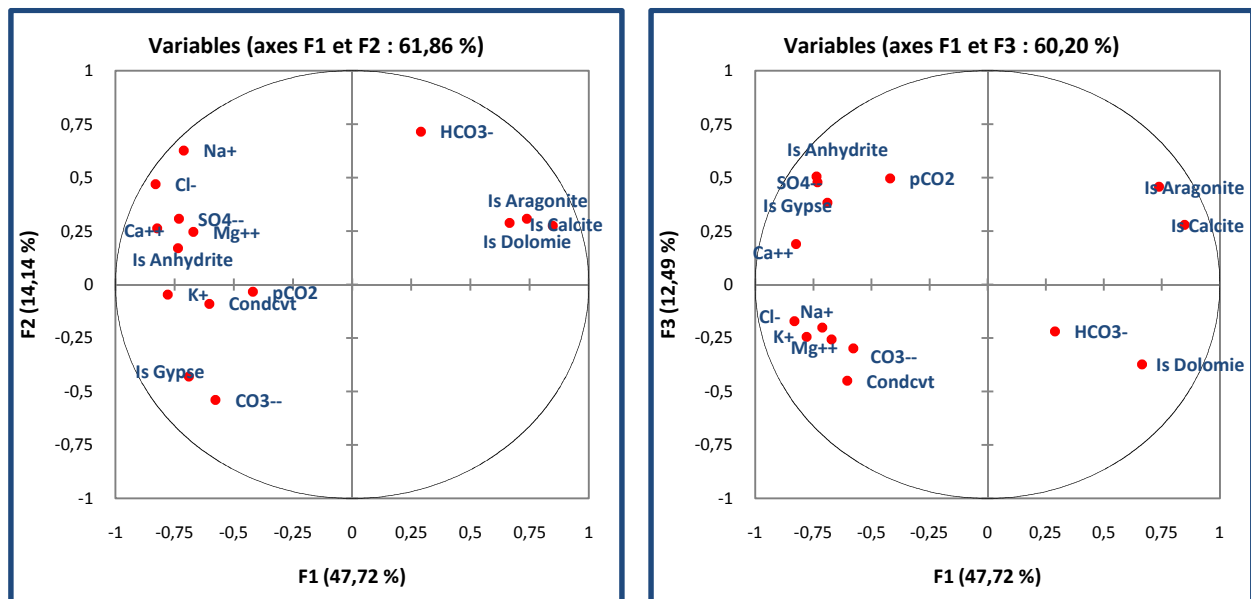 Variables (axes F1 et F2 : 61,86 %)
1
0,75
0,5
0,25
0
-0,25
-0,5
-0,75
-1
F2 (14,14 %)
HCO3-
Na+
Cl-
Is Aragonite
SO4--
Is Calcite
Ca++
Mg++
Is Dolomie
Is Anhydrite
K+
pCO2
Condcvt
Is Gypse
CO3--
-1 -0,75 -0,5 -0,25 0 0,25 0,5 0,75 1
F1 (47,72 %)
Variables (axes F1 et F3 : 60,20 %)
1
0,75
0,5
0,25
0
-0,25
-0,5
-0,75
-1
F3 (12,49 %)
Is Anhydrite
SO4--
pCO2
Is Aragonite
Is Gypse
Is Calcite
Ca++
Cl-
Na+
K+
Mg++
HCO3-
CO3--
Is Dolomie
Condcvt
-1 -0,75 -0,5 -0,25 0 0,25 0,5 0,75 1
F1 (47,72 %)